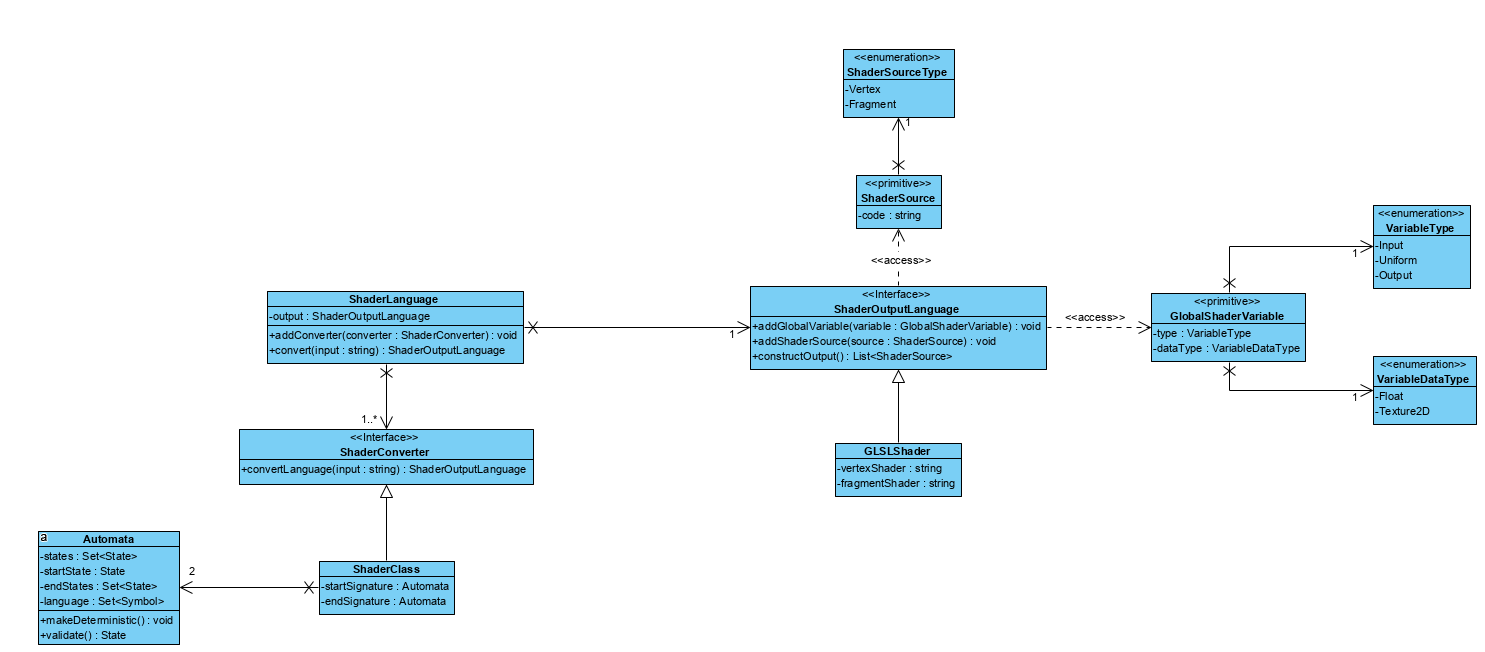 <<enumeration>>
ShaderSourceType
-Vertex
-Fragment
1
<<primitive>>
ShaderSource
-code : string
<<access>>
<<Interface>>
ShaderOutputLanguage
+addGlobalVariable(variable : GlobalShaderVariable) : void
+addShaderSource(source : ShaderSource) : void
+constructOutput() : List<ShaderSource>
<<access>>
<<primitive>>
GlobalShaderVariable
-type : VariableType
-dataType : VariableDataType
<<enumeration>>
VariableType
-Input
-Uniform
-Output
1
<<enumeration>>
VariableDataType
-Float
-Texture2D
1
ShaderLanguage
-output : ShaderOutputLanguage
+addConverter(converter : ShaderConverter) : void
+convert(input : string) : ShaderOutputLanguage
1
1..*
<<Interface>>
ShaderConverter
+convertLanguage(input : string) : ShaderOutputLanguage
GLSLShader
-vertexShader : string
-fragmentShader : string
a
Automata
-states : Set<State>
-startState : State
-endStates : Set<State>
-language : Set<Symbol>
+makeDeterministic() : void
+validate() : State
2
ShaderClass
-startSignature : Automata
-endSignature : Automata